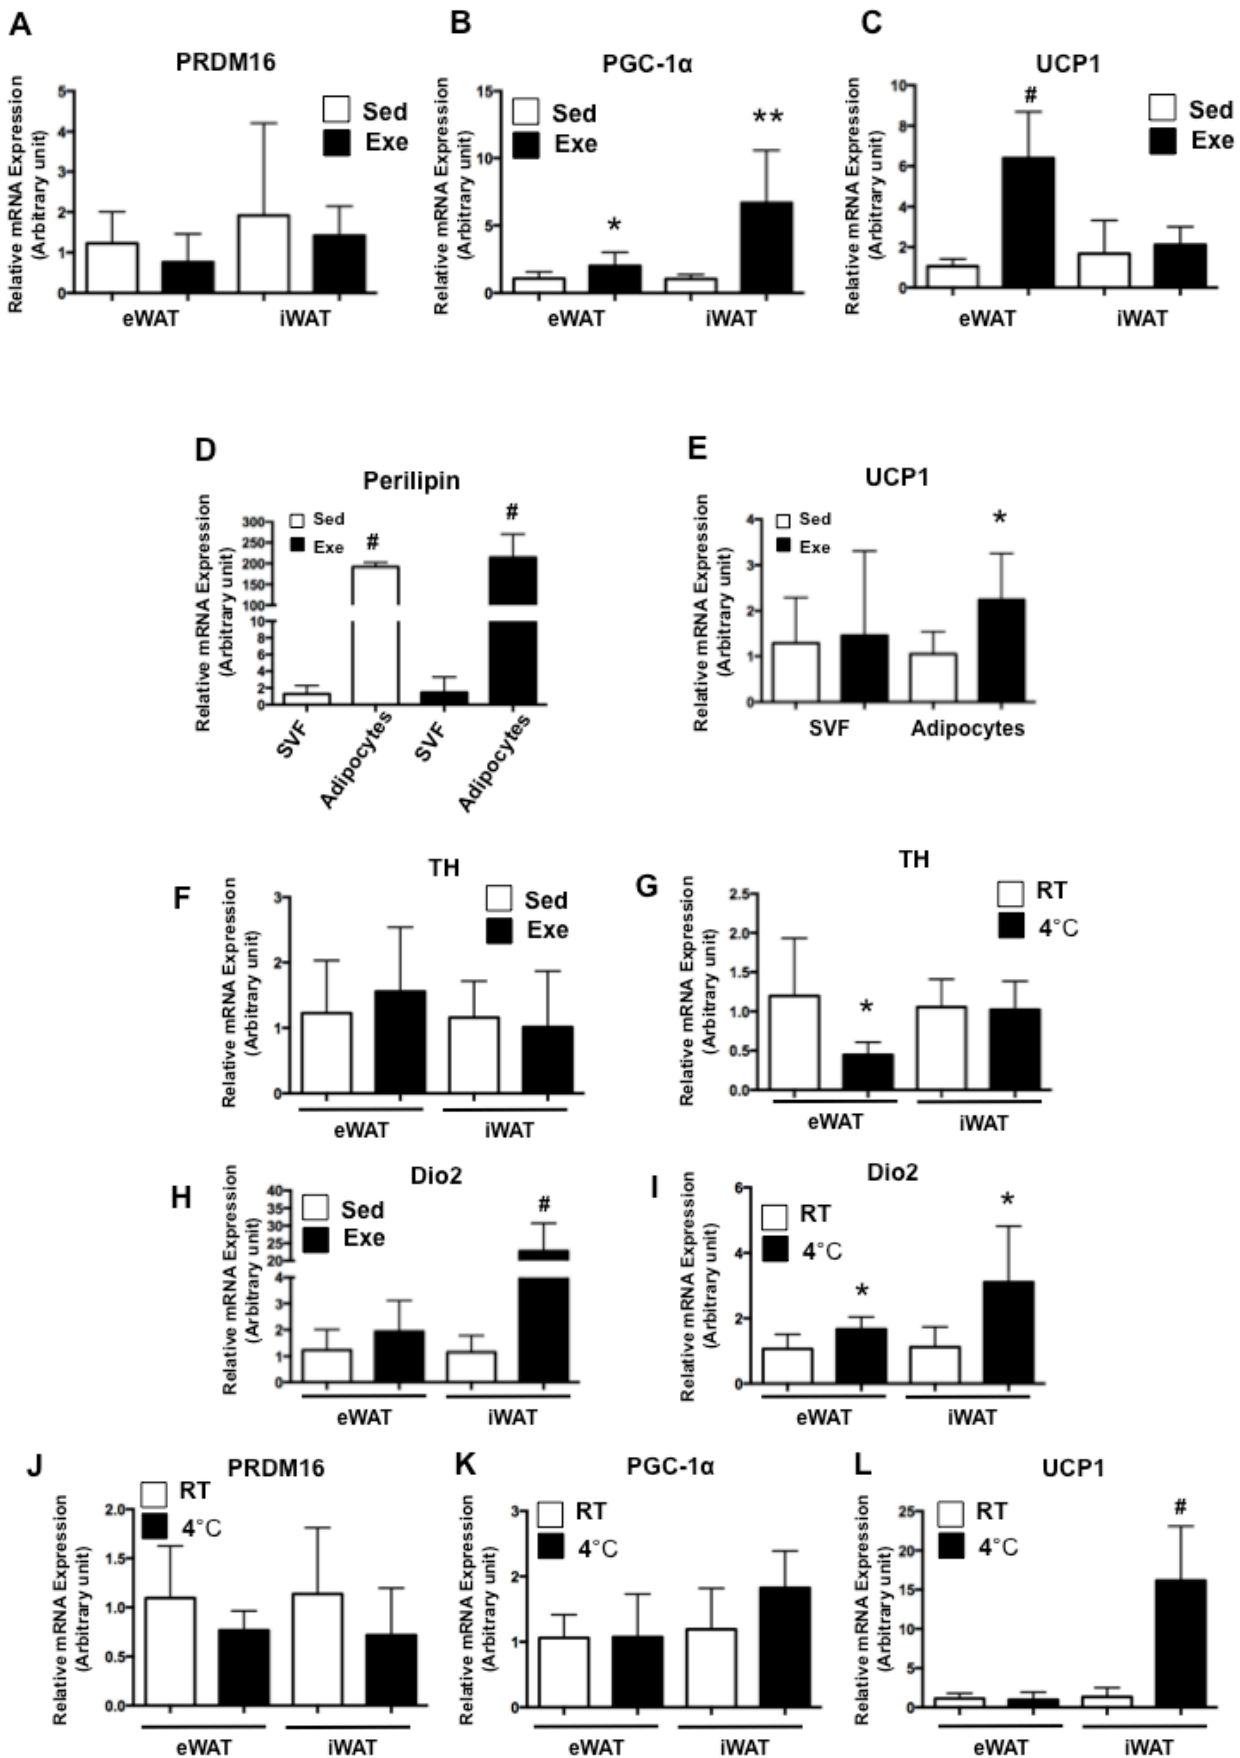 A
PRDM16
Relative mRNA Expression
(Arbitrary unit)
5
4
3
2
1
0
Sed
Exe
eWAT
iWAT
B
PGC-1α
Relative mRNA Expression
(Arbitrary unit)
15
10
5
0
Sed
Exe
*
**
eWAT
iWAT
C
UCP1
Relative mRNA Expression
(Arbitrary unit)
10
8
6
4
2
0
#
Sed
Exe
eWAT
iWAT
D
Perilipin
Relative mRNA Expression
(Arbitrary unit)
300
250
200
150
100
10
8
6
4
2
0
Sed
Exe
#
#
SVF
Adipocytes
SVF
Adipocytes
E
UCP1
Relative mRNA Expression
(Arbitrary unit)
4
3
2
1
0
Sed
Exe
*
SVF
Adipocytes
F
TH
Relative mRNA Expression
(Arbitrary unit)
3
2
1
0
Sed
Exe
eWAT
iWAT
G
TH
Relative mRNA Expression
(Arbitrary unit)
2.5
2.0
1.5
1.0
0.5
0.0
RT
4°C
*
eWAT
iWAT
H
Dio2
Relative mRNA Expression
(Arbitrary unit)
40
35
30
25
20
4
3
2
1
0
Sed
Exe
#
eWAT
iWAT
I
Dio2
Relative mRNA Expression
(Arbitrary unit)
6
4
2
0
RT
4°C
*
*
eWAT
iWAT
J
PRDM16
Relative mRNA Expression
(Arbitrary unit)
2.0
1.5
1.0
0.5
0.0
RT
4°C
eWAT
iWAT
K
PGC-1α
Relative mRNA Expression
(Arbitrary unit)
3
2
1
0
RT
4°C
eWAT
iWAT
L
UCP1
Relative mRNA Expression
(Arbitrary unit)
25
20
15
10
5
0
RT
4°C
#
eWAT
iWAT